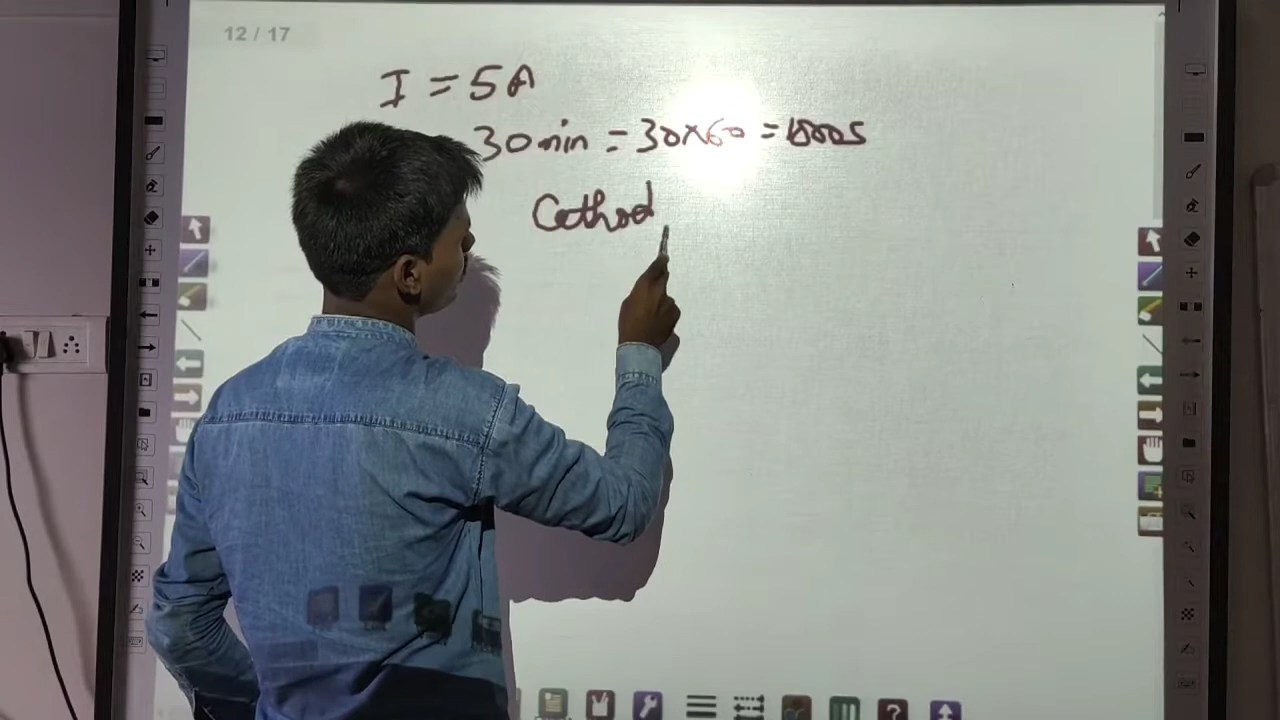 12 / 17
I = 5A
30 min = 30×60 = 1800s
Cathod